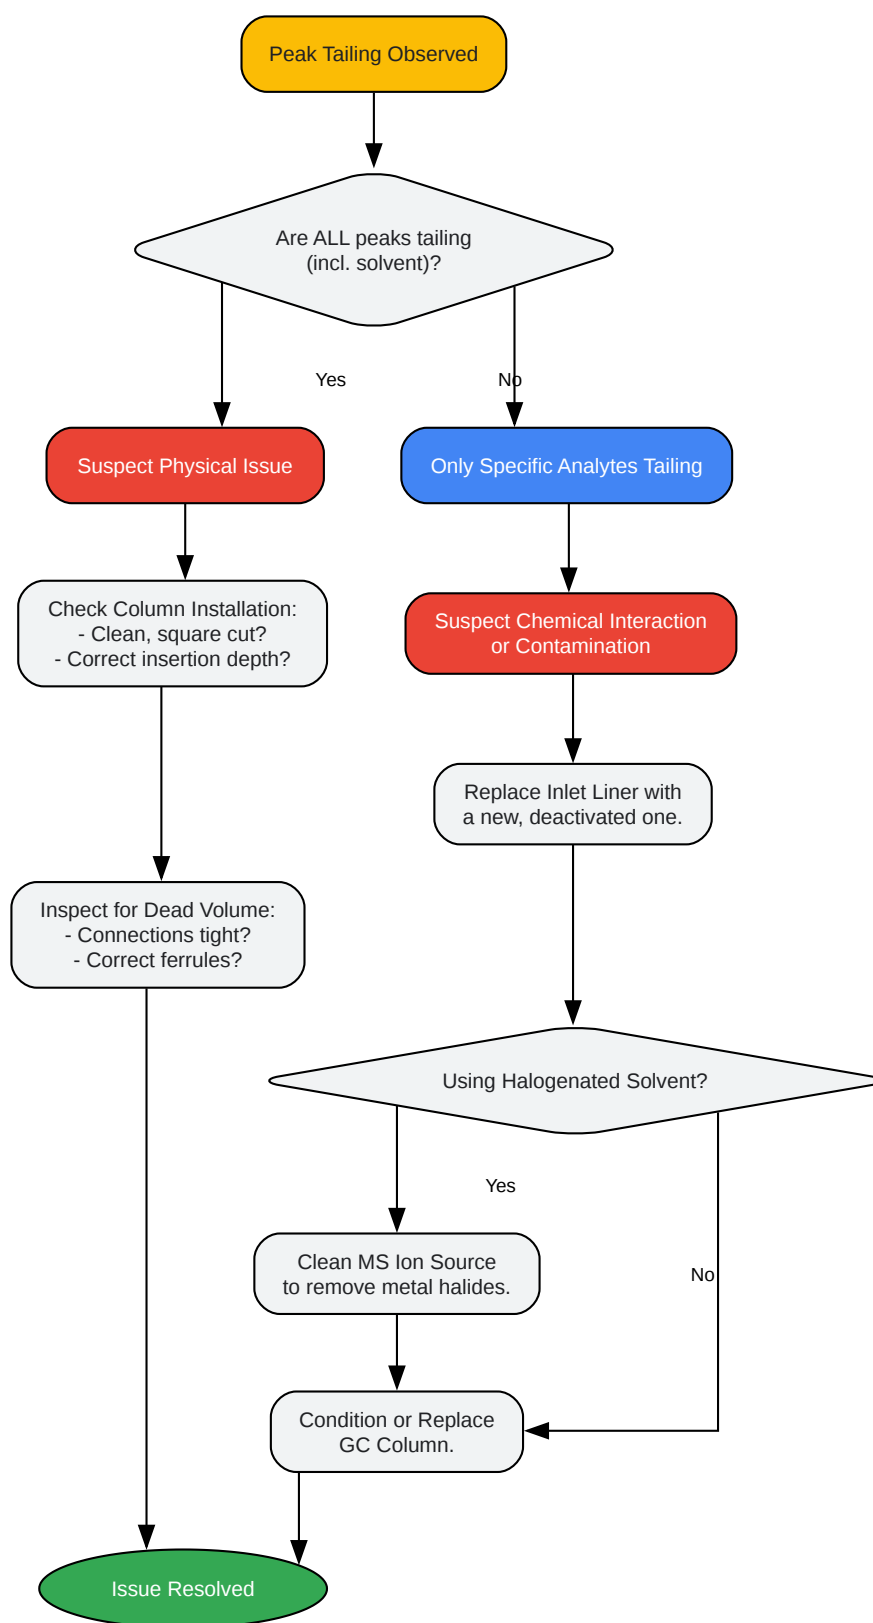 Peak Tailing Observed
Are ALL peaks tailing
(incl. solvent)?
Yes
No
Suspect Physical Issue
Only Specific Analytes Tailing
Check Column Installation:
- Clean, square cut?
- Correct insertion depth?
Suspect Chemical Interaction
or Contamination
Replace Inlet Liner with
a new, deactivated one.
Inspect for Dead Volume:
- Connections tight?
- Correct ferrules?
Using Halogenated Solvent?
Yes
Clean MS Ion Source
to remove metal halides.
No
Condition or Replace
GC Column.
Issue Resolved